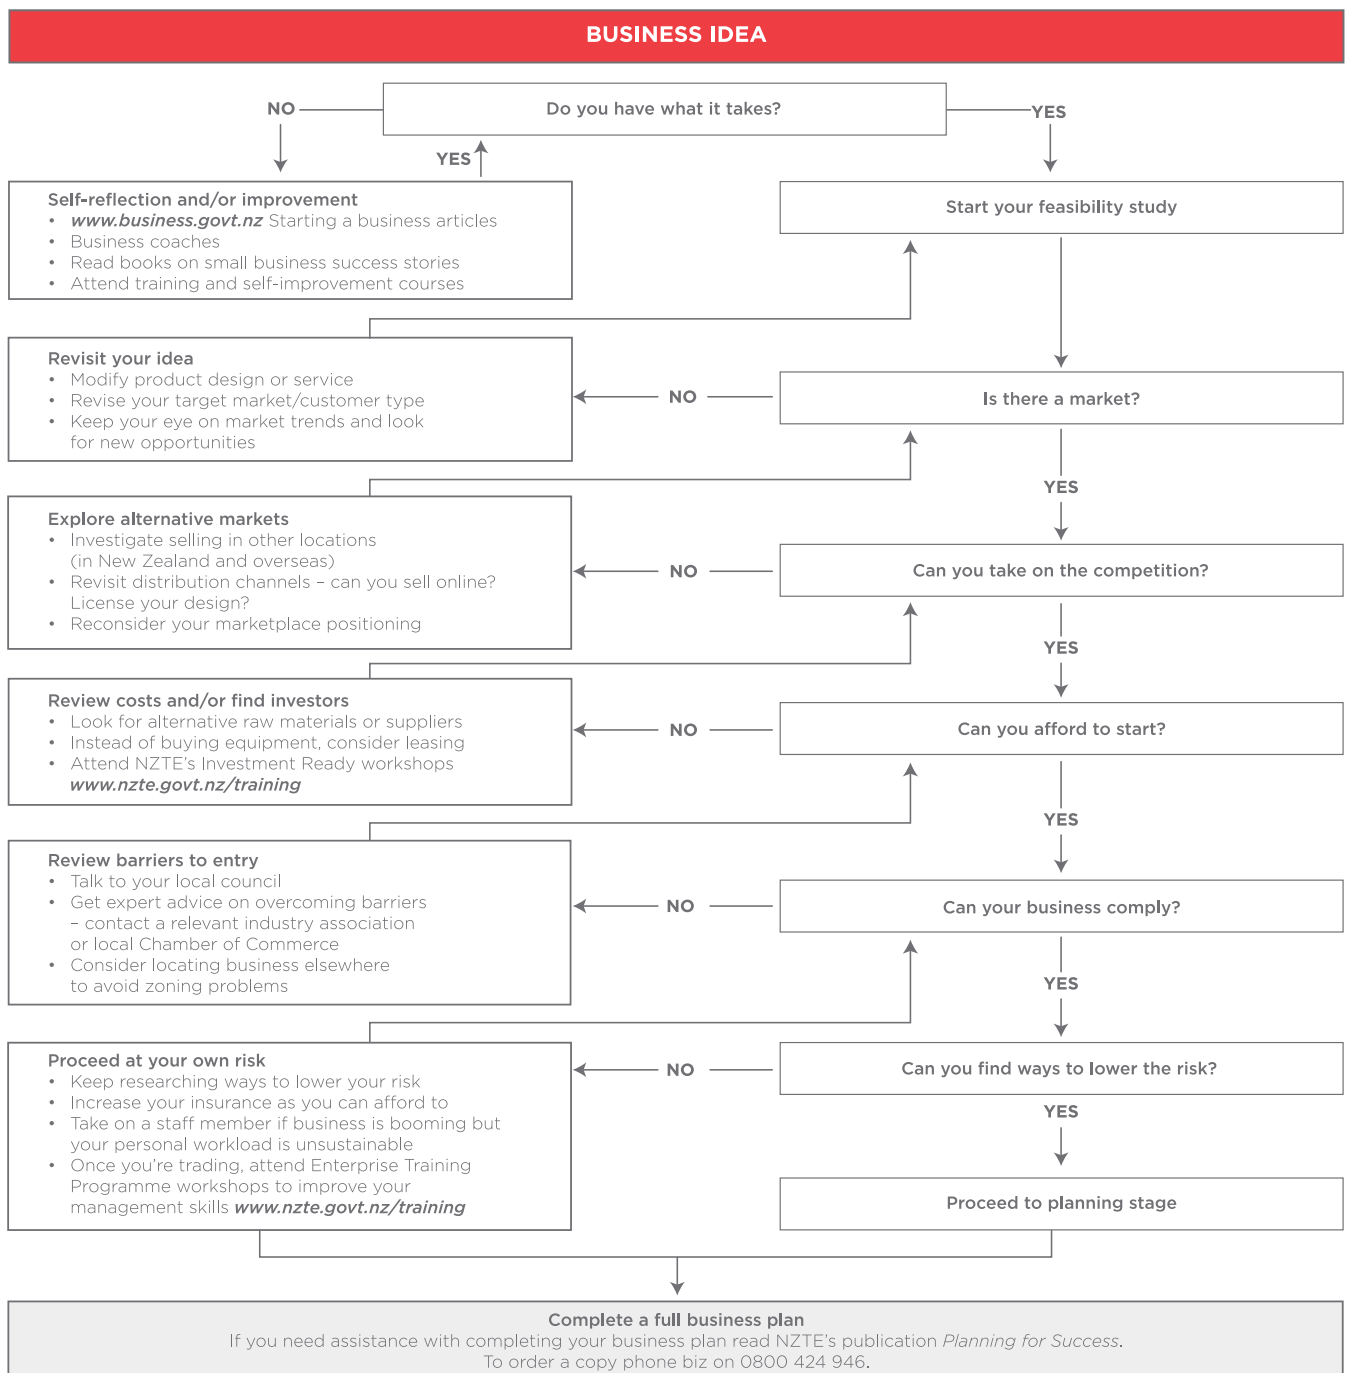 BUSINESS IDEA
Do you have what it takes?
NO
YES
YES
Self-reflection and/or improvement
• www.business.govt.nz Starting a business articles
• Business coaches
• Read books on small business success stories
• Attend training and self-improvement courses
Start your feasibility study
Revisit your idea
• Modify product design or service
• Revise your target market/customer type
• Keep your eye on market trends and look
for new opportunities
NO
Is there a market?
YES
Explore alternative markets
• Investigate selling in other locations
(in New Zealand and overseas)
• Revisit distribution channels – can you sell online?
License your design?
• Reconsider your marketplace positioning
NO
Can you take on the competition?
YES
Review costs and/or find investors
• Look for alternative raw materials or suppliers
• Instead of buying equipment, consider leasing
• Attend NZTE's Investment Ready workshops
www.nzte.govt.nz/training
NO
Can you afford to start?
YES
Review barriers to entry
• Talk to your local council
• Get expert advice on overcoming barriers
– contact a relevant industry association
or local Chamber of Commerce
• Consider locating business elsewhere
to avoid zoning problems
NO
Can your business comply?
YES
Proceed at your own risk
• Keep researching ways to lower your risk
• Increase your insurance as you can afford to
• Take on a staff member if business is booming but
your personal workload is unsustainable
• Once you're trading, attend Enterprise Training
Programme workshops to improve your
management skills www.nzte.govt.nz/training
NO
Can you find ways to lower the risk?
YES
Proceed to planning stage
Complete a full business plan
If you need assistance with completing your business plan read NZTE's publication Planning for Success.
To order a copy phone biz on 0800 424 946.